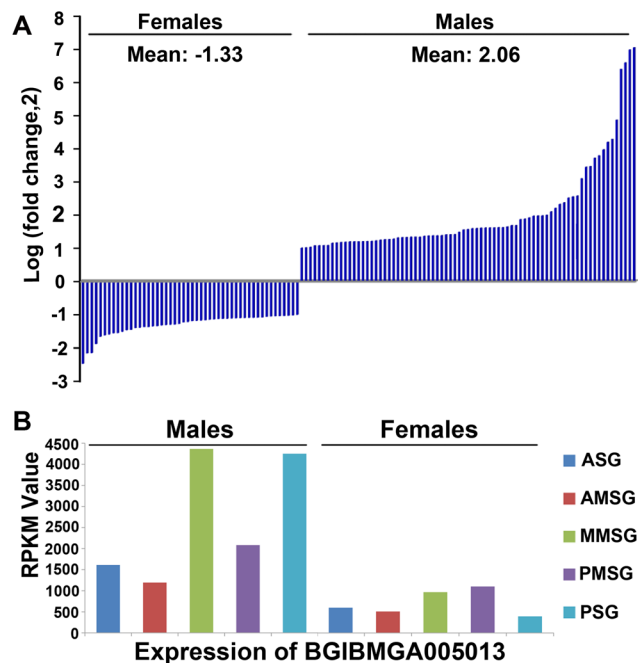 A
Females
Males
Mean: -1.33
Mean: 2.06
Log (fold change,2)
8
7
6
5
4
3
2
1
0
-1
-2
-3
B
Males
Females
RPKM Value
4500
4000
3500
3000
2500
2000
1500
1000
500
0
ASG
AMSG
MMSG
PMSG
PSG
Expression of BGIBMGA005013